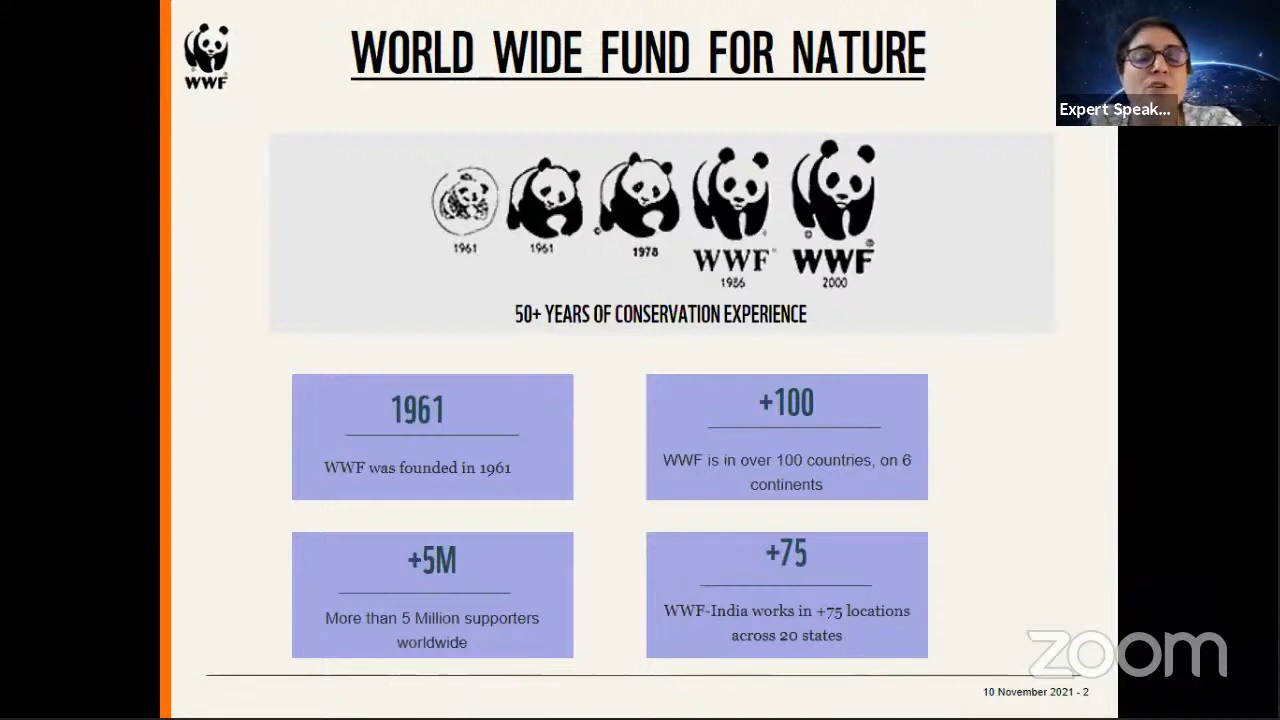 WWF
WORLD WIDE FUND FOR NATURE
Expert Speak...
1961
1961
1978
WWF
1986
WWF
2000
50+ YEARS OF CONSERVATION EXPERIENCE
1961
WWF was founded in 1961
+100
WWF is in over 100 countries, on 6
continents
+5M
More than 5 Million supporters
worldwide
+75
WWF-India works in +75 locations
across 20 states
zoom
10 November 2021 - 2